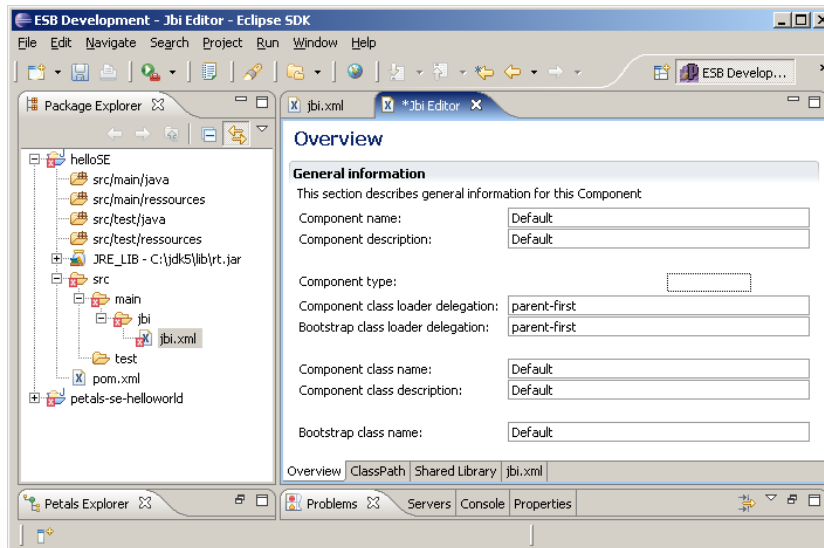 ESB Development - Jbi Editor - Eclipse SDK
File Edit Navigate Search Project Run Window Help
ESB Develop...
Package Explorer
jbi.xml
*Jbi Editor
helloSE
src/main/java
src/main/ressources
src/test/java
src/test/ressources
JRE_LIB - C:\jdk5\lib\rt.jar
src
main
jbi
jbi.xml
test
pom.xml
petals-se-helloworld
Overview
General information
This section describes general information for this Component
Component name: Default
Component description: Default
Component type:
Component class loader delegation: parent-first
Bootstrap class loader delegation: parent-first
Component class name: Default
Component class description: Default
Bootstrap class name: Default
Overview ClassPath Shared Library jbi.xml
Petals Explorer
Problems Servers Console Properties